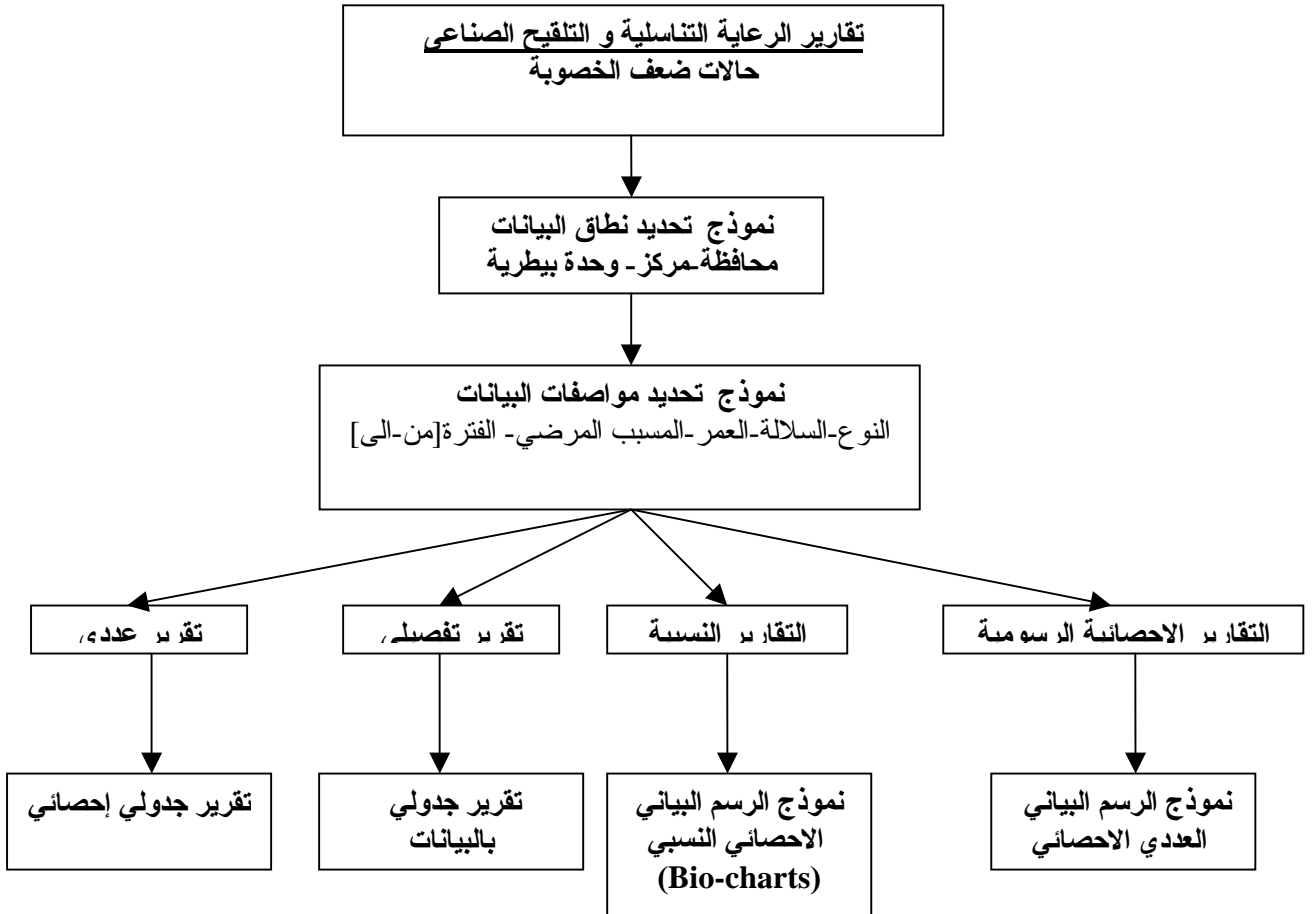 تقارير الرعاية التناسلية و التلقيح الصناعى
حالات ضعف الخصوبة
نموذج تحديد نطاق البيانات
محافظة-مركز- وحدة بيطرية
نموذج تحديد مواصفات البيانات
النوع-السلالة-العمر-المسبب المرضي- الفترة[من-الى]
التقارير الاحصائية الرسومية
التقارير النسبية
تقرير تفصيلي
تقرير عددي
نموذج الرسم البياني
العددي الاحصائي
نموذج الرسم البياني
الاحصائي النسبي
(Bio-charts)
تقرير جدولي
بالبيانات
تقرير جدولي إحصائي